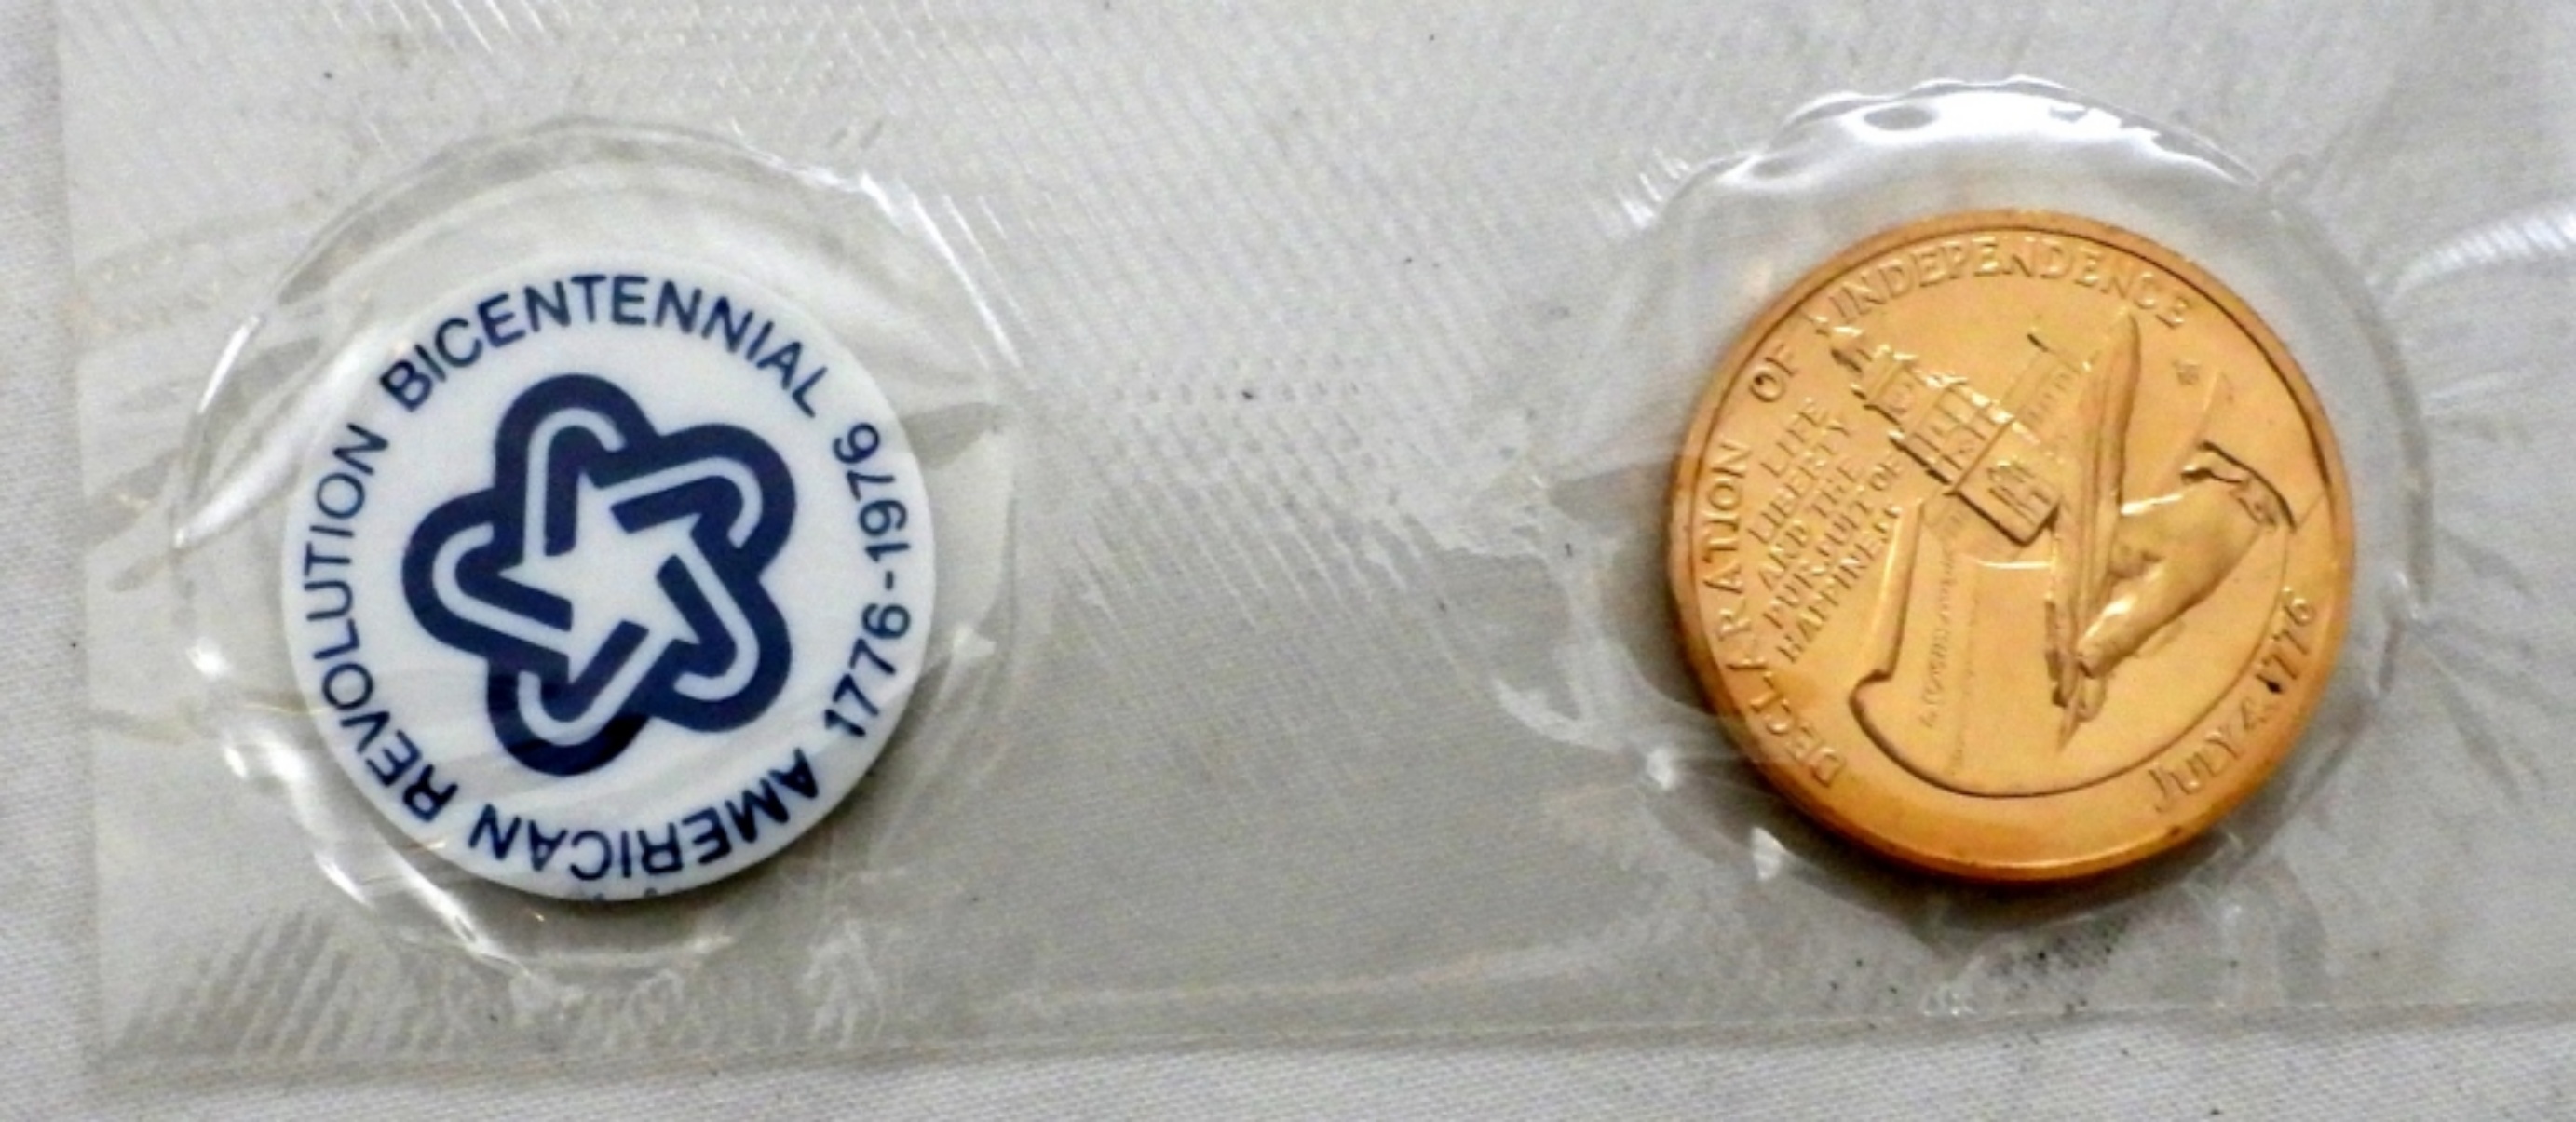 AMERICAN REVOLUTION BICENTENNIAL 1776-1976
DECLARATION OF INDEPENDENCE
LIFE
LIBERTY
AND THE
PURSUIT OF
HAPPINESS
JULY 4 1776